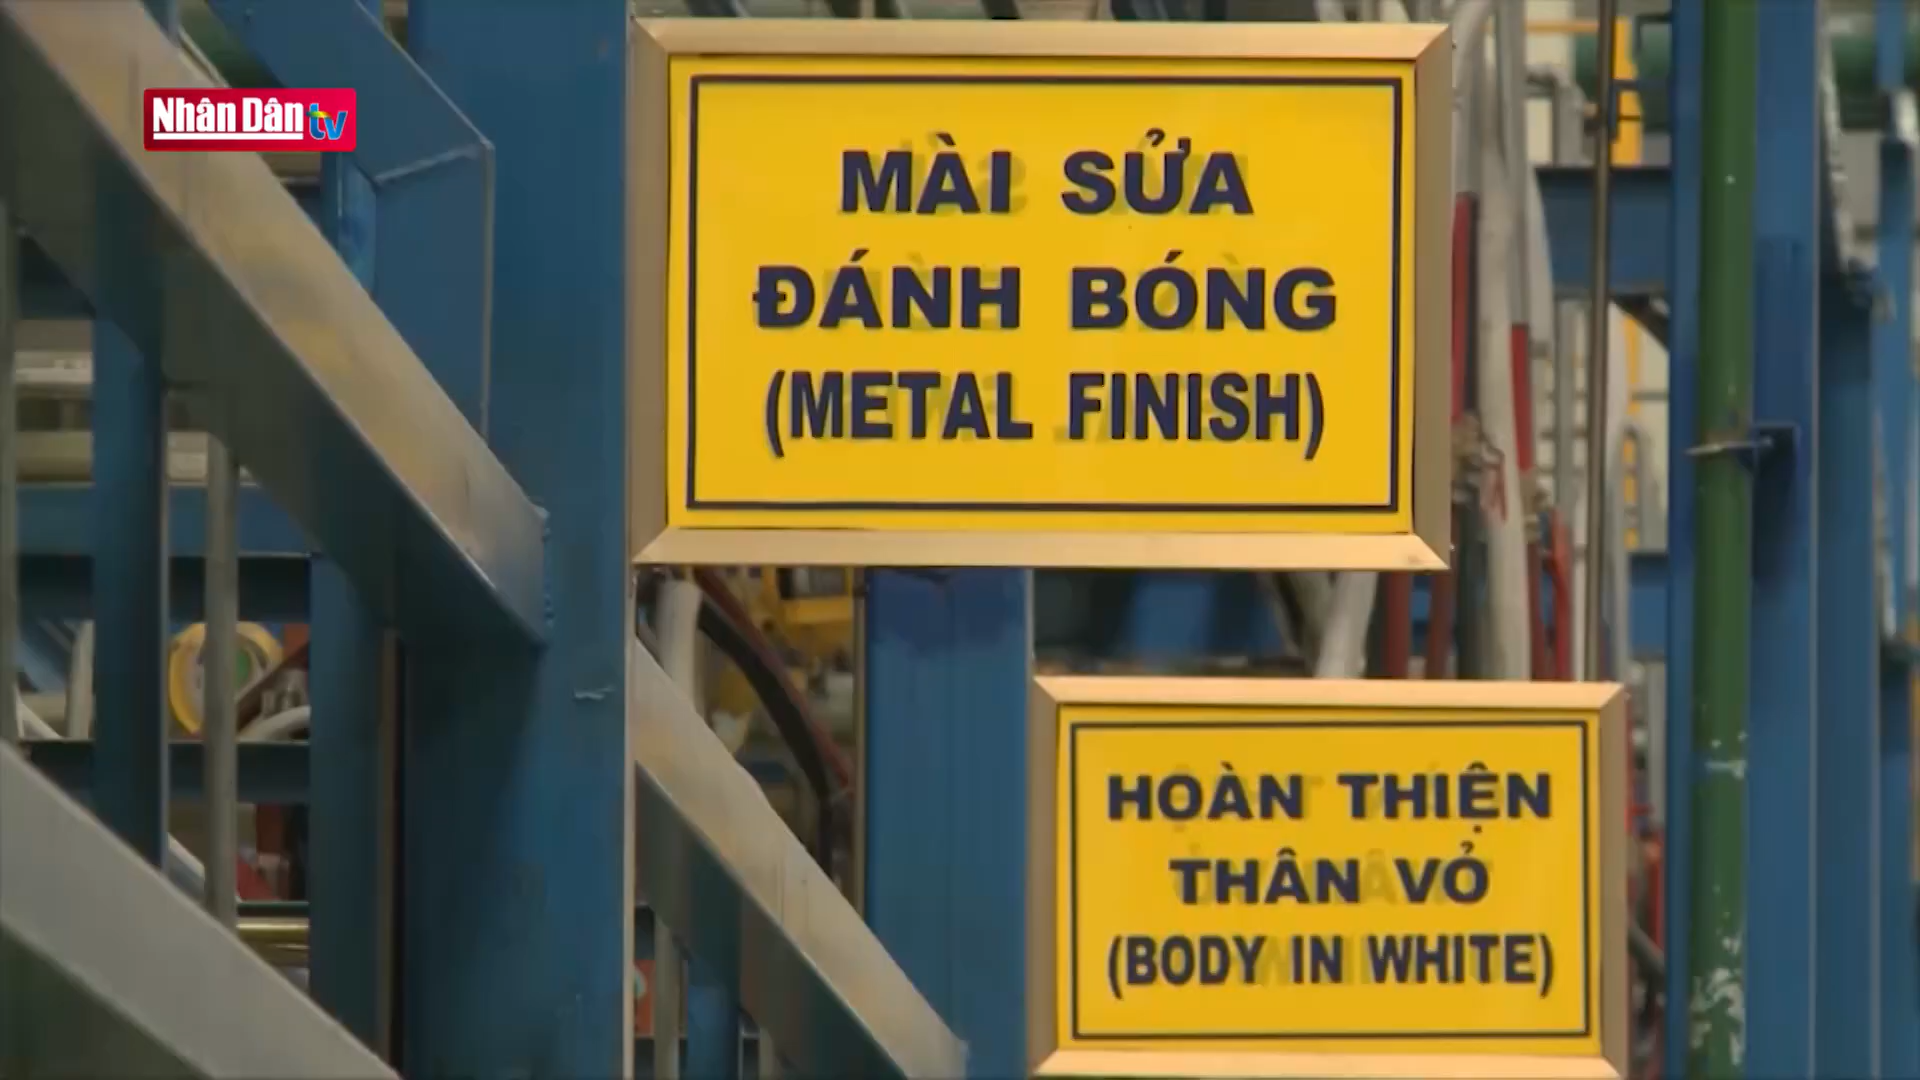 Nhân Dân tv
MÀI SỬA
ĐÁNH BÓNG
(METAL FINISH)
HOÀN THIỆN
THÂN VỎ
(BODY IN WHITE)